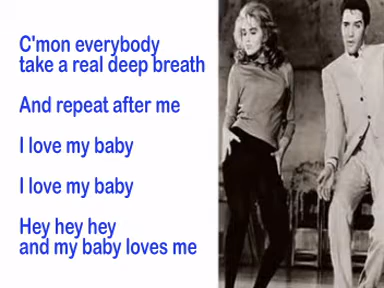 C'mon everybody
take a real deep breath
And repeat after me
I love my baby
I love my baby
Hey hey hey
and my baby loves me